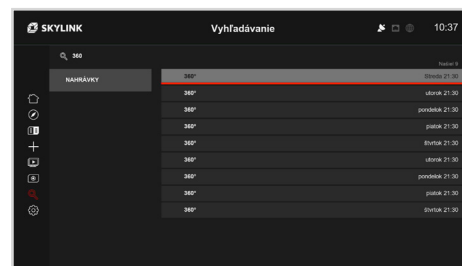 SKYLINK Vyhľadávanie 10:37
360
Našiel 9
NAHRÁVKY
360° Streda 21:30
360° utorok 21:30
360° pondelok 21:30
360° piatok 21:30
360° štvrtok 21:30
360° utorok 21:30
360° pondelok 21:30
360° piatok 21:30
360° štvrtok 21:30